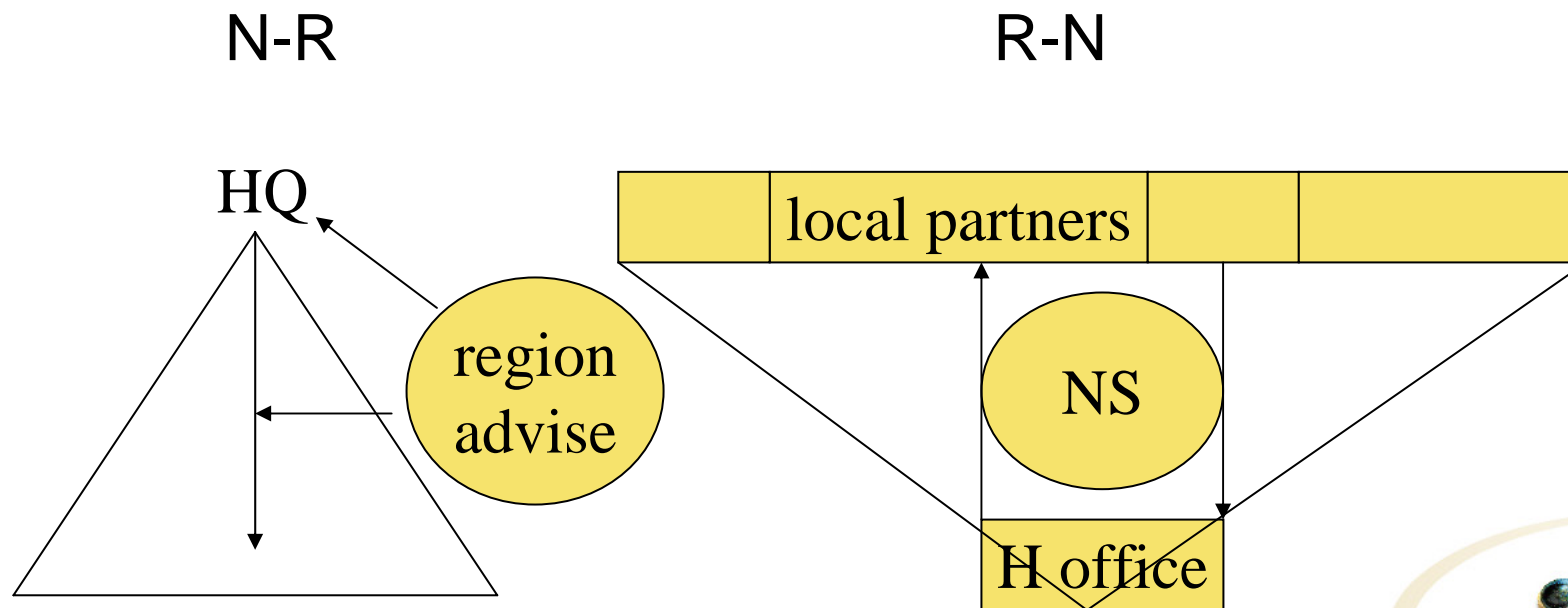 N-R
R-N
HQ
local partners
region
advise
NS
H office